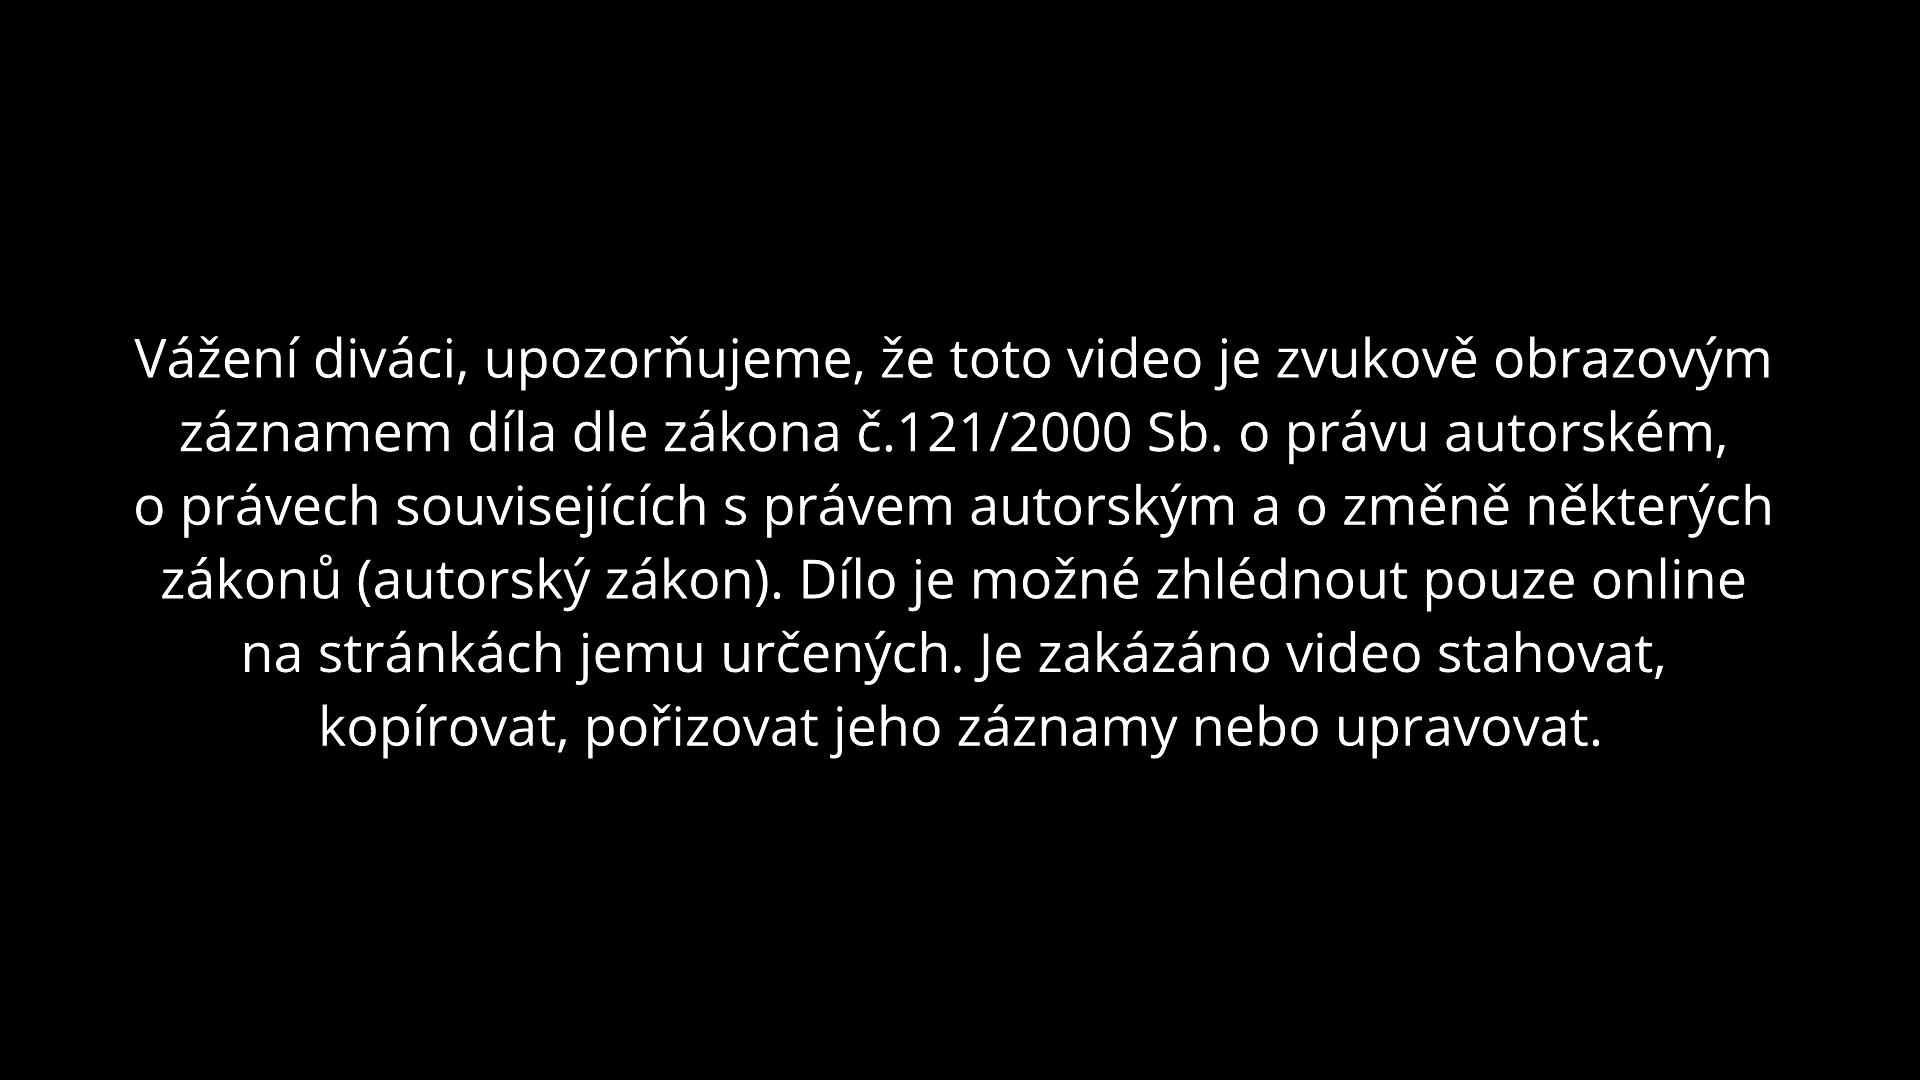 Vážení diváci, upozorňujeme, že toto video je zvukově obrazovým
záznamem díla dle zákona č.121/2000 Sb. o právu autorském,
o právech souvisejících s právem autorským a o změně některých
zákonů (autorský zákon). Dílo je možné zhlédnout pouze online
na stránkách jemu určených. Je zakázáno video stahovat,
kopírovat, pořizovat jeho záznamy nebo upravovat.